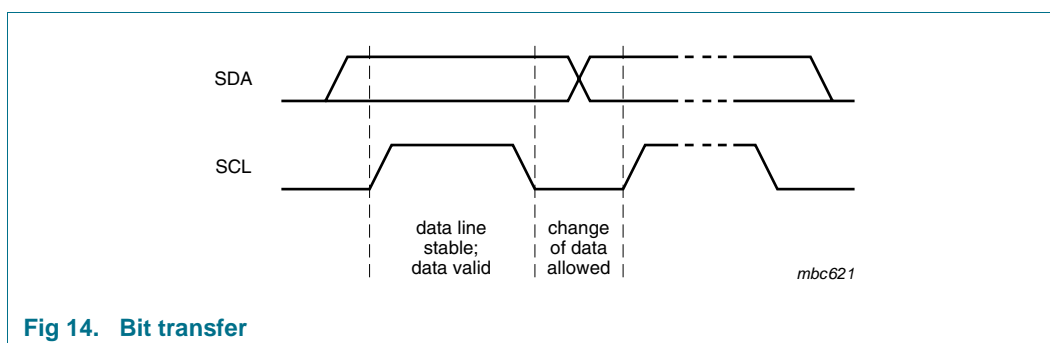 SDA
SCL
data line
stable;
data valid
change
of data
allowed
mbc621
Fig 14. Bit transfer